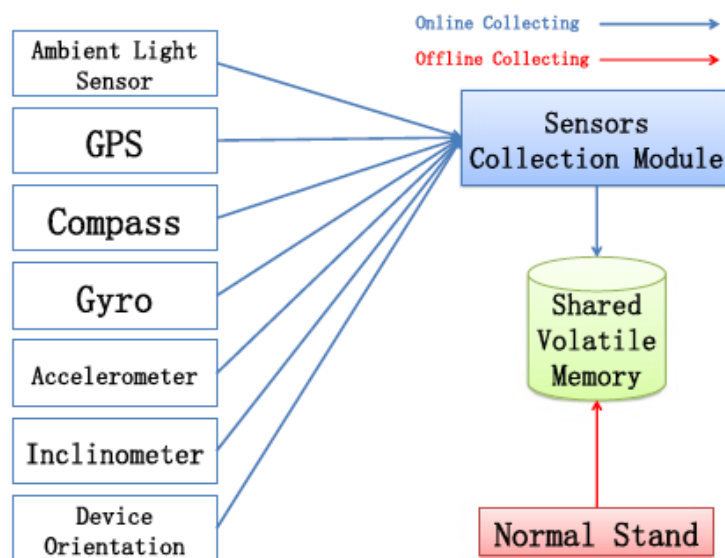 Online Collecting
Offline Collecting
Ambient Light
Sensor
GPS
Compass
Gyro
Accelerometer
Inclinometer
Device
Orientation
Sensors
Collection Module
Shared
Volatile
Memory
Normal Stand